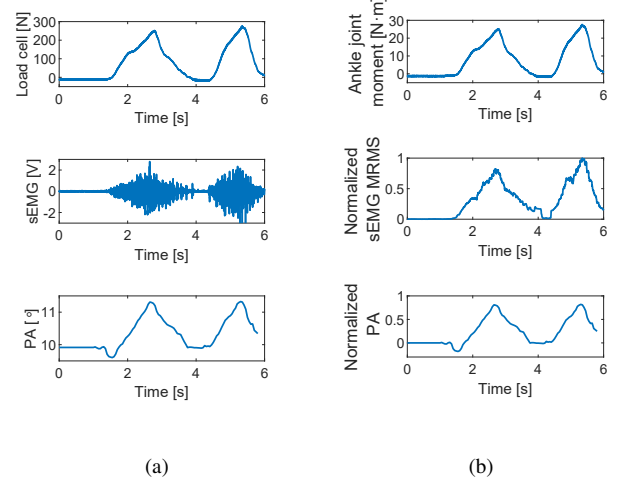 300
200
100
0
Load cell [N]
0 2 4 6
Time [s]
2
0
-2
sEMG [V]
0 2 4 6
Time [s]
11
10
PA [°]
0 2 4 6
Time [s]
(a)
30
20
10
0
Ankle joint
moment [N·m]
0 2 4 6
Time [s]
1
0.5
0
Normalized
sEMG MRMS
0 2 4 6
Time [s]
1
0.5
0
Normalized
PA
0 2 4 6
Time [s]
(b)